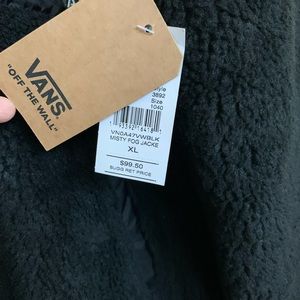 VANS
"OFF THE WALL"
Style
3892
Size
1040
VN0A47VWBLK
MISTY FOG JACKE
XL
$99.50
SUGG RET PRICE